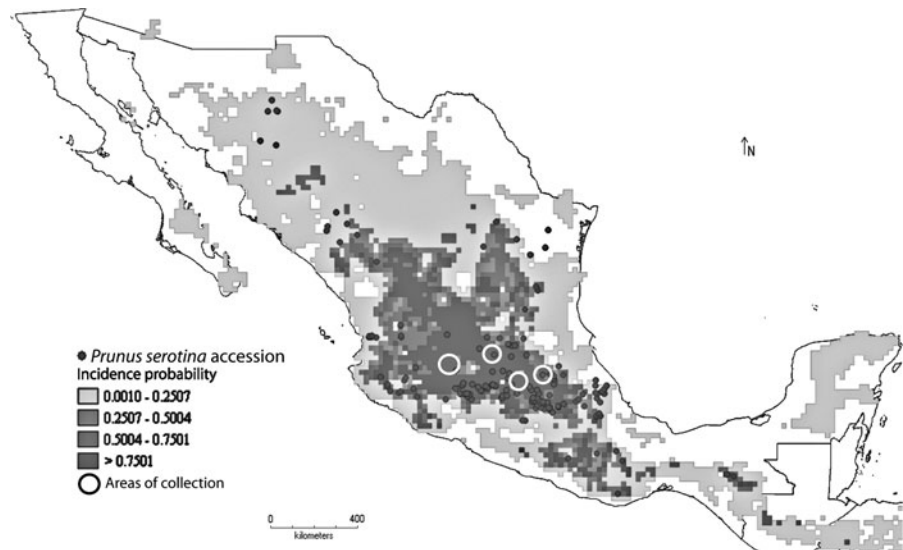 N
Prunus serotina accession
Incidence probability
0.0010 - 0.2507
0.2507 - 0.5004
0.5004 - 0.7501
> 0.7501
Areas of collection
0 400
kilometers